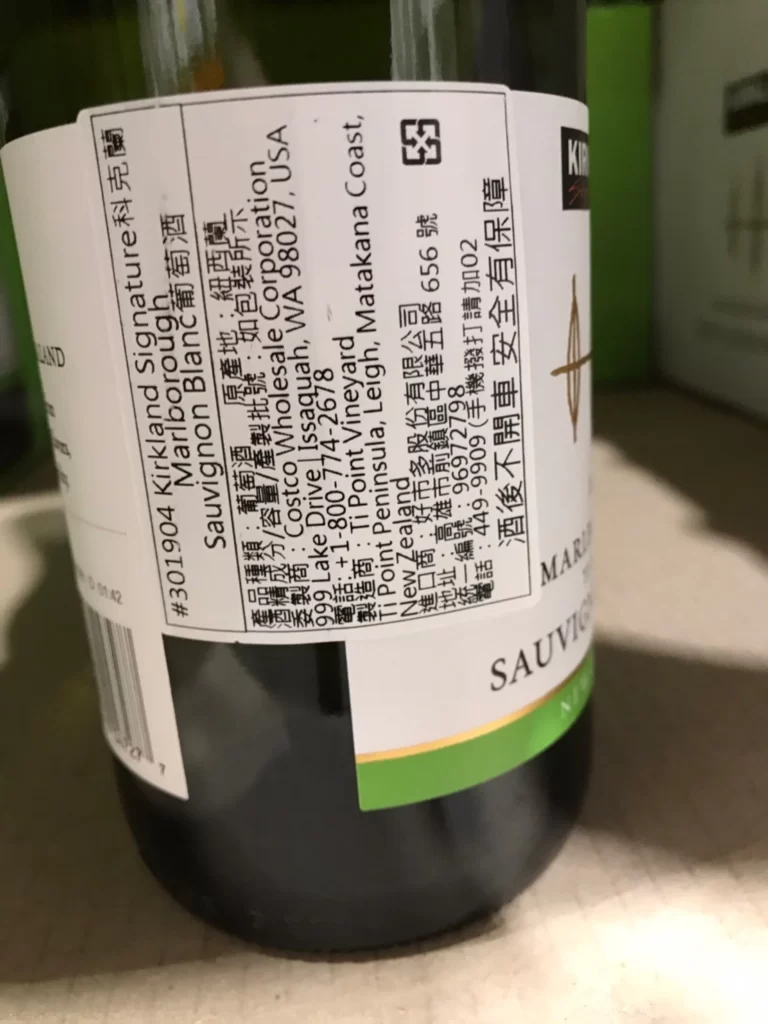 #301904 Kirkland Signature科克蘭
Marlborough
Sauvignon Blanc葡萄酒
產品種類：葡萄酒 原產地：紐西蘭
酒精成分/容量/產製批號：如包裝所示
委製商：Costco Wholesale Corporation
999 Lake Drive Issaquah, WA 98027, USA
電話：+1-800-774-2678
製造商：Ti Point Vineyard
Ti Point Peninsula, Leigh, Matakana Coast,
New Zealand
進口商：好市多股份有限公司
地址：高雄市前鎮區中華五路 656 號
統一編號：96972798
電話：449-9909 (手機撥打請加02
酒後不開車 安全有保障
KIR
MARL
SAUVIG